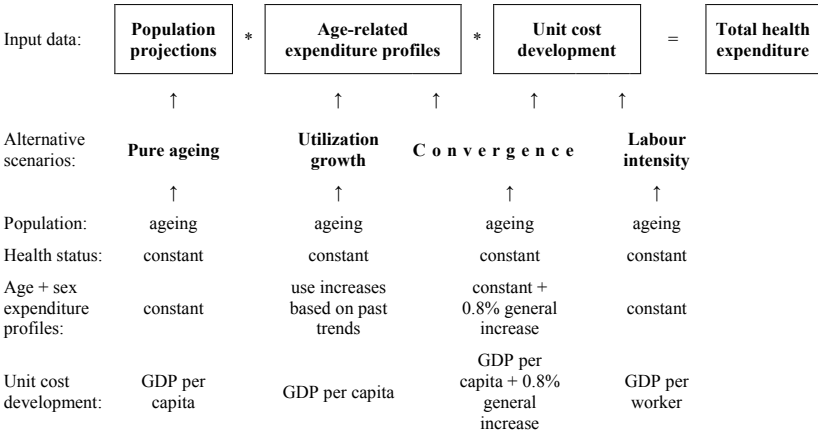 Input data: Population projections * Age-related expenditure profiles * Unit cost development = Total health expenditure
↑ ↑ ↑ ↑ ↑
Alternative scenarios: Pure ageing Utilization growth Convergence Labour intensity
↑ ↑ ↑ ↑
Population: ageing ageing ageing ageing
Health status: constant constant constant constant
Age + sex expenditure profiles: constant use increases based on past trends constant + 0.8% general increase constant
Unit cost development: GDP per capita GDP per capita GDP per capita + 0.8% general increase GDP per worker